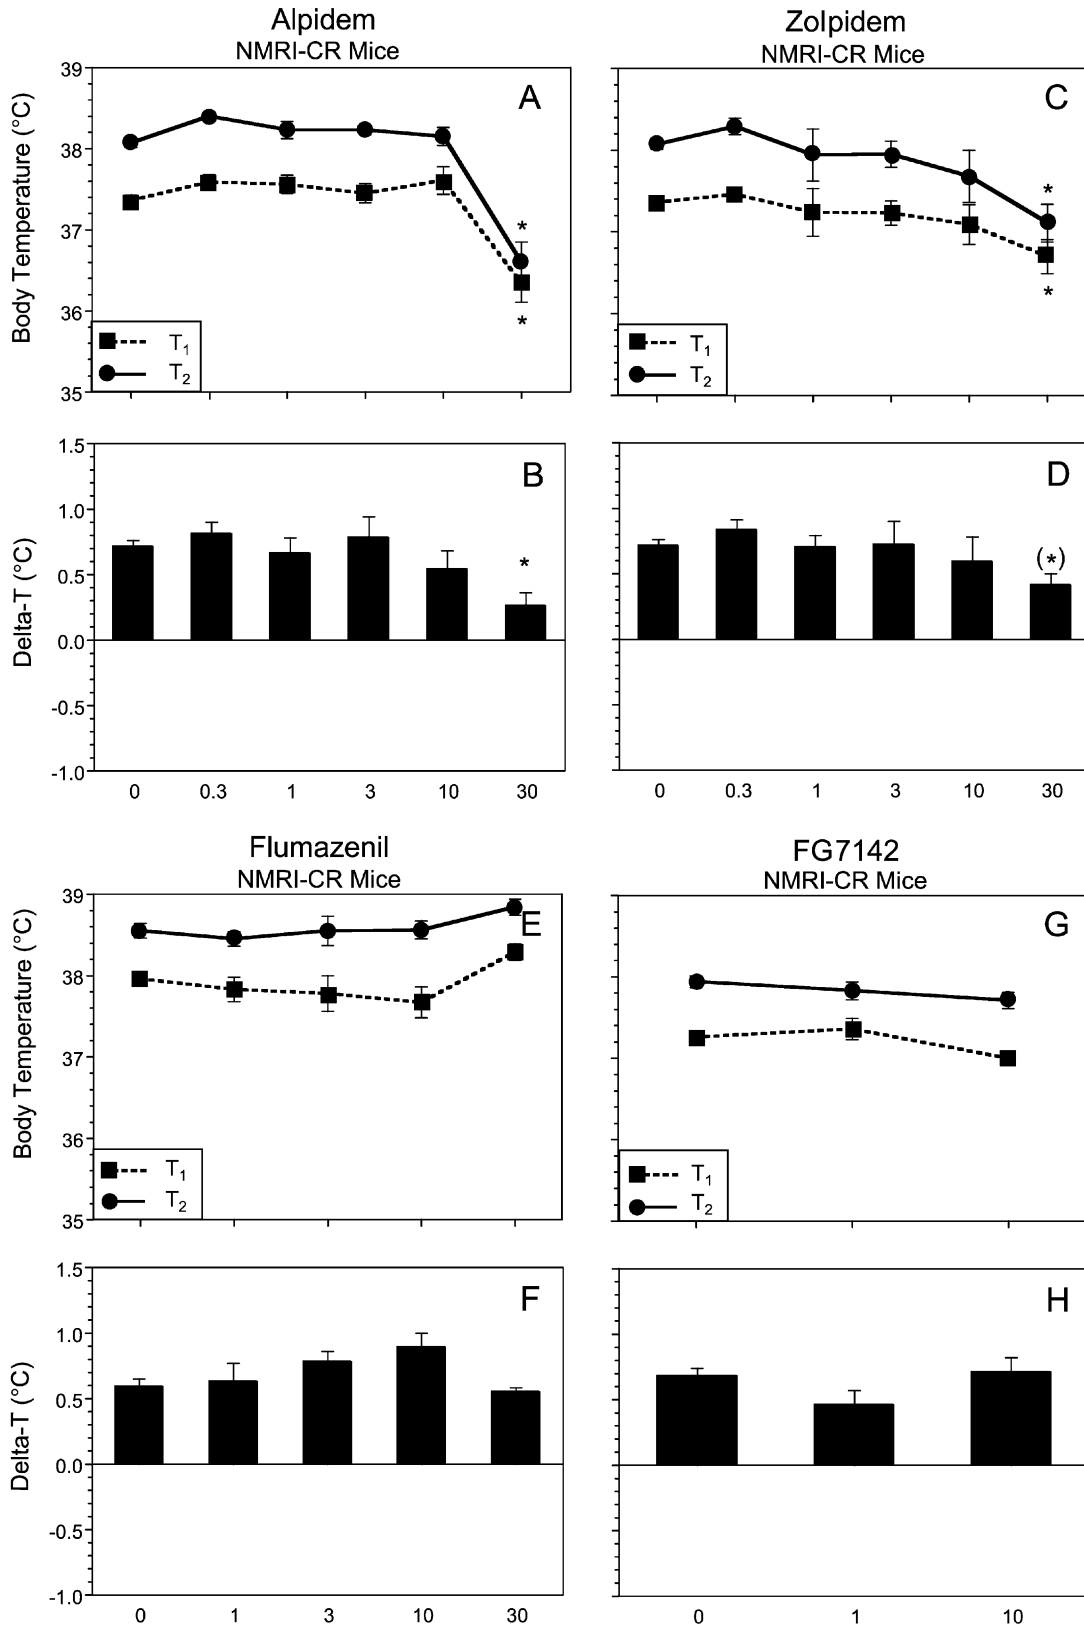 Alpidem
NMRI-CR Mice
Zolpidem
NMRI-CR Mice
Body Temperature (°C)
39
38
37
36
35
A
*
*
T1
T2
C
*
*
T1
T2
Delta-T (°C)
1.5
1.0
0.5
0.0
-0.5
-1.0
B
*
0 0.3 1 3 10 30
D
(*)
0 0.3 1 3 10 30
Flumazenil
NMRI-CR Mice
FG7142
NMRI-CR Mice
Body Temperature (°C)
39
38
37
36
35
E
T1
T2
G
T1
T2
Delta-T (°C)
1.5
1.0
0.5
0.0
-0.5
-1.0
F
0 1 3 10 30
H
0 1 10